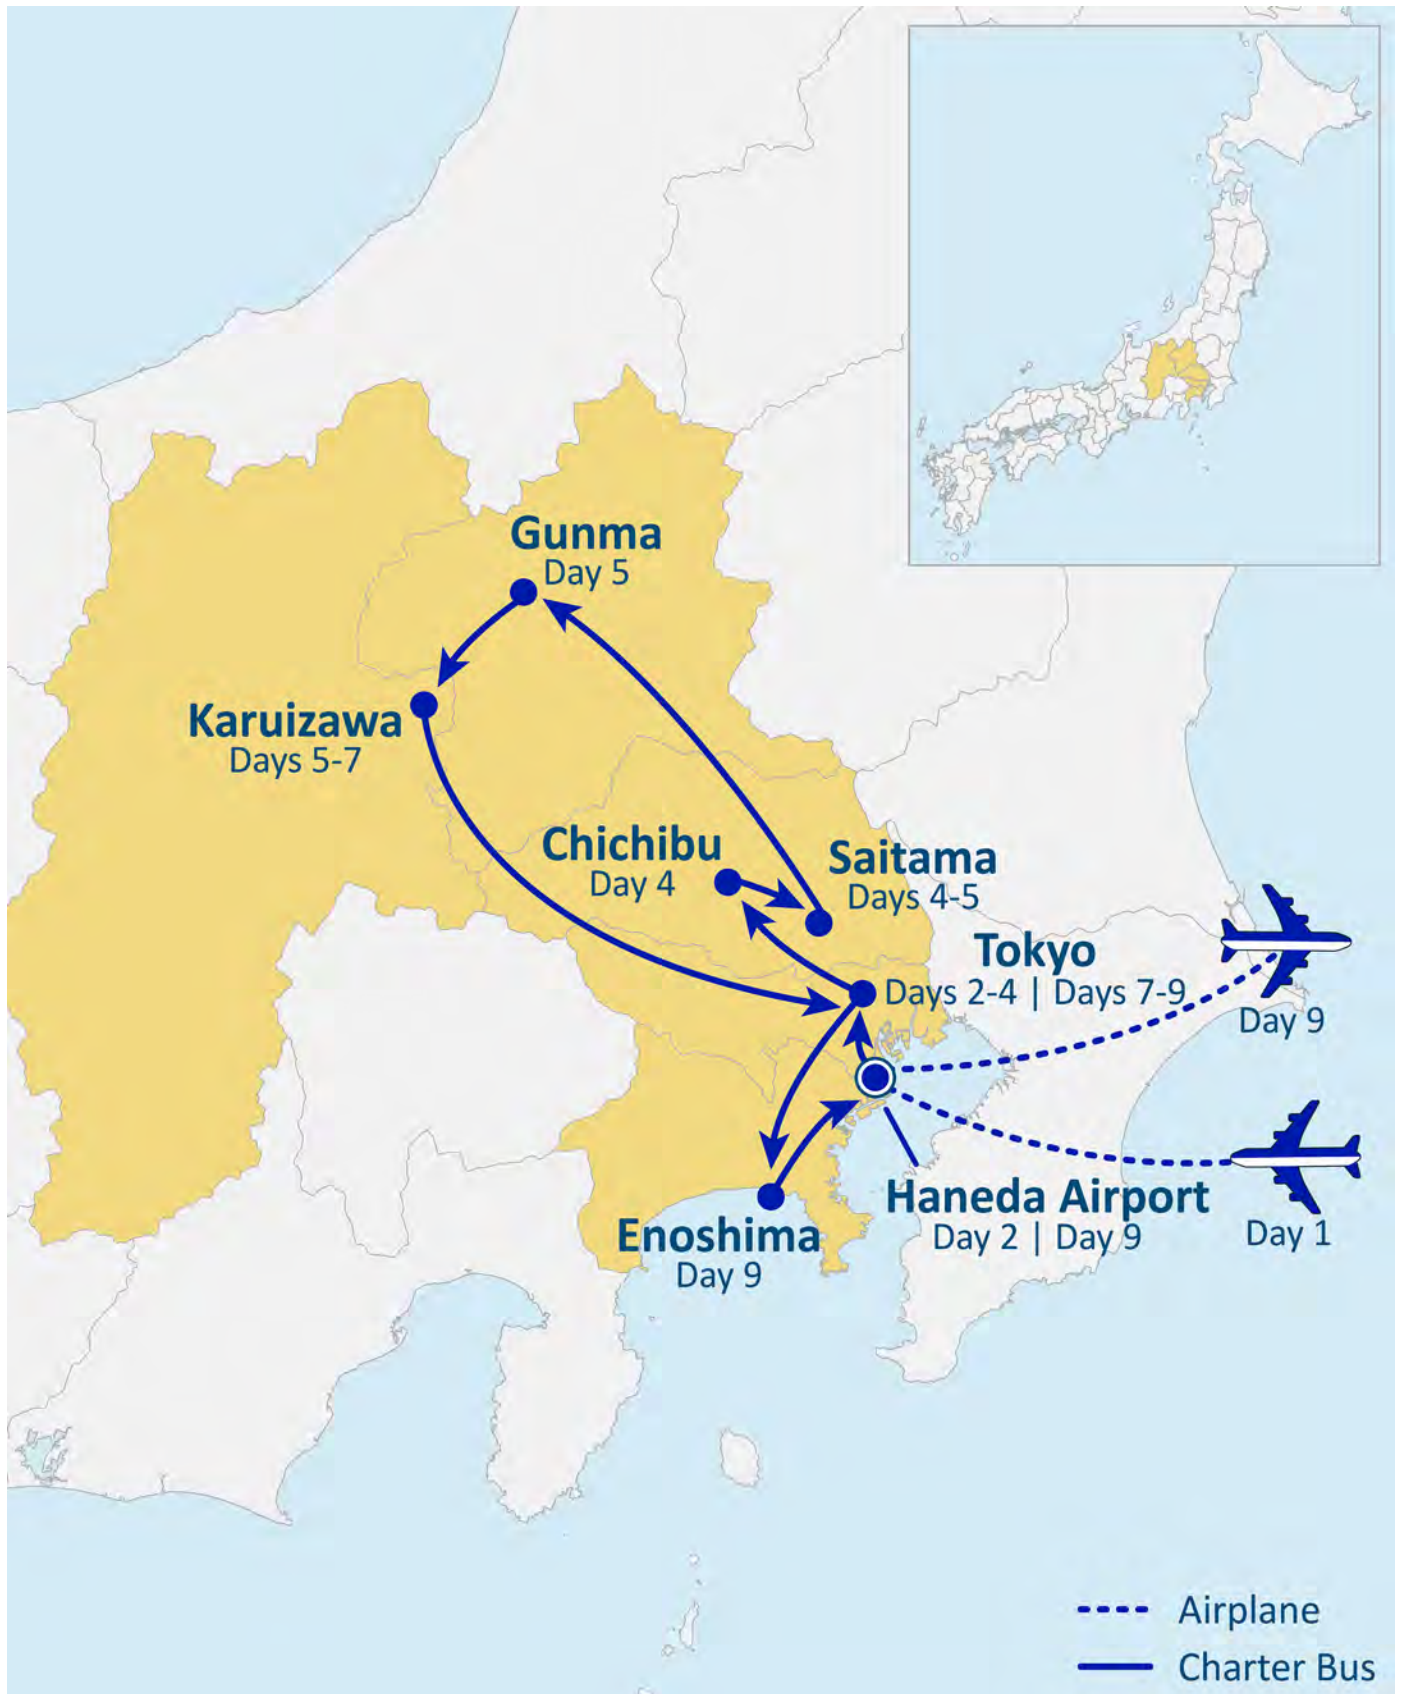 Gunma
Day 5
Karuizawa
Days 5-7
Chichibu
Day 4
Saitama
Days 4-5
Tokyo
Days 2-4 | Days 7-9
Day 9
Haneda Airport
Day 2 | Day 9
Day 1
Enoshima
Day 9
Airplane
Charter Bus